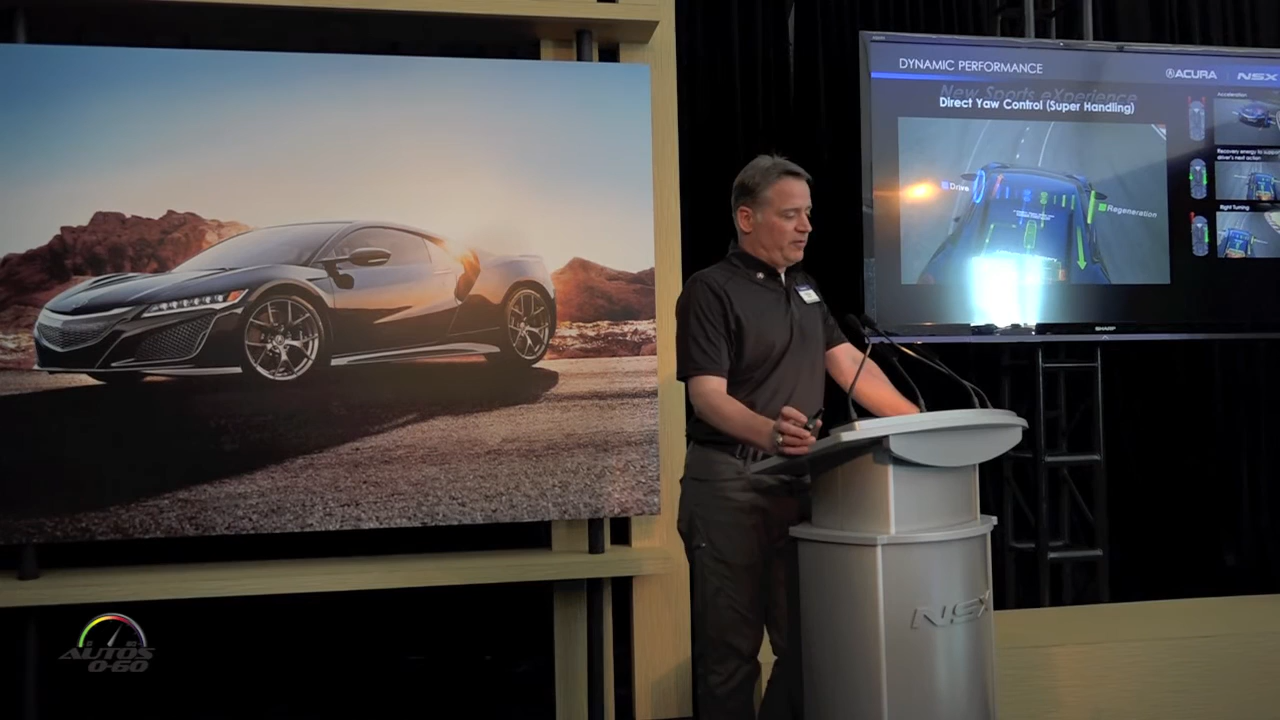 DYNAMIC PERFORMANCE
ACURA NSX
New Sports eXperience
Direct Yaw Control (Super Handling)
Acceleration
Recovery energy to support
driver's next action
Drive
Regeneration
Right Turning
SHARP
NSX
AUTOS
0-60